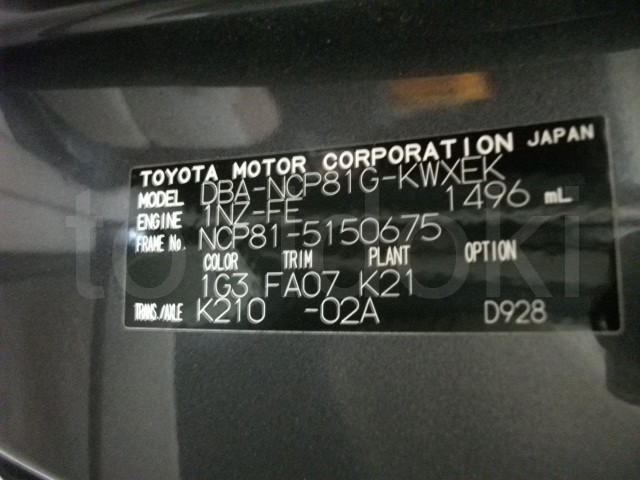 TOYOTA MOTOR CORPORATION JAPAN
MODEL DBA-NCP81G-KWXEK
ENGINE 1NZ-FE 1496 mL
FRAME No. NCP81-5150675
COLOR TRIM PLANT OPTION
1G3 FA07 K21
TRANS./AXLE K210 -02A D928